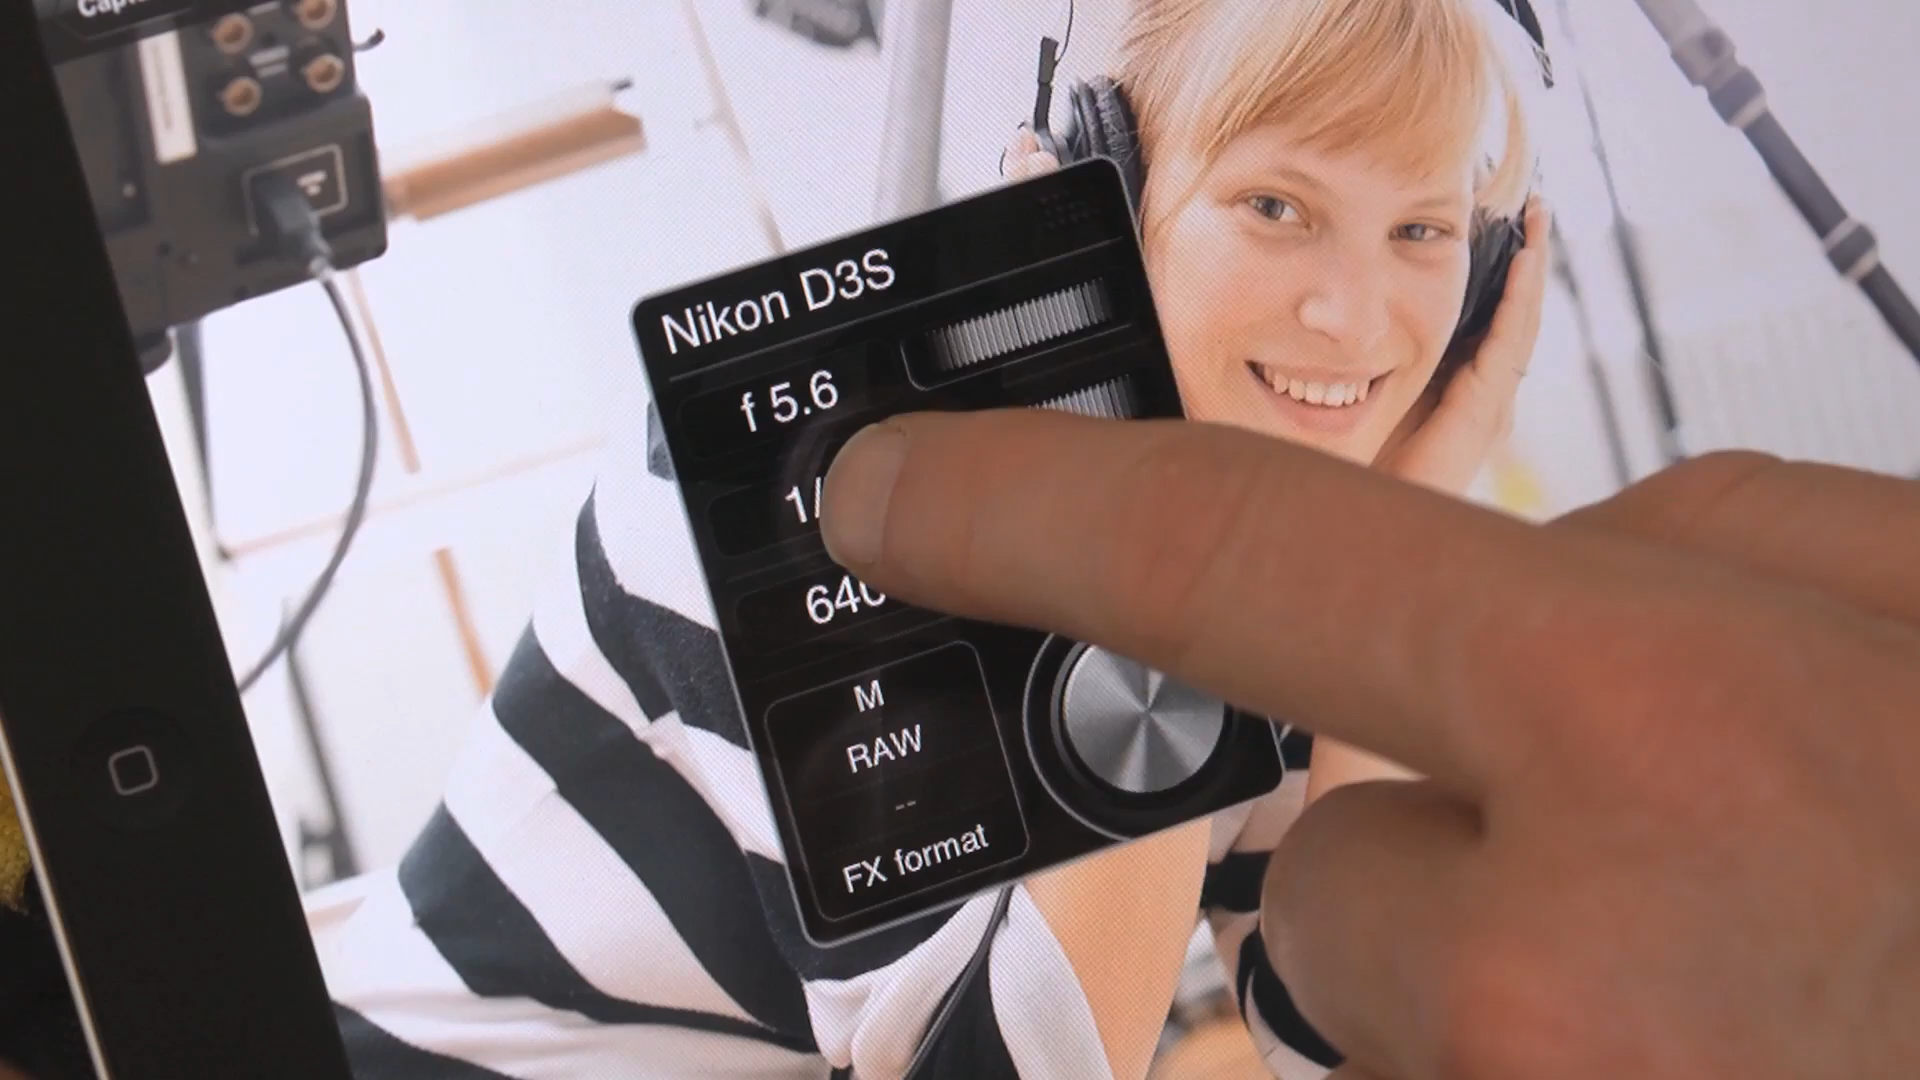 Nikon D3S
f 5.6
1/
640
M
RAW
--
FX format